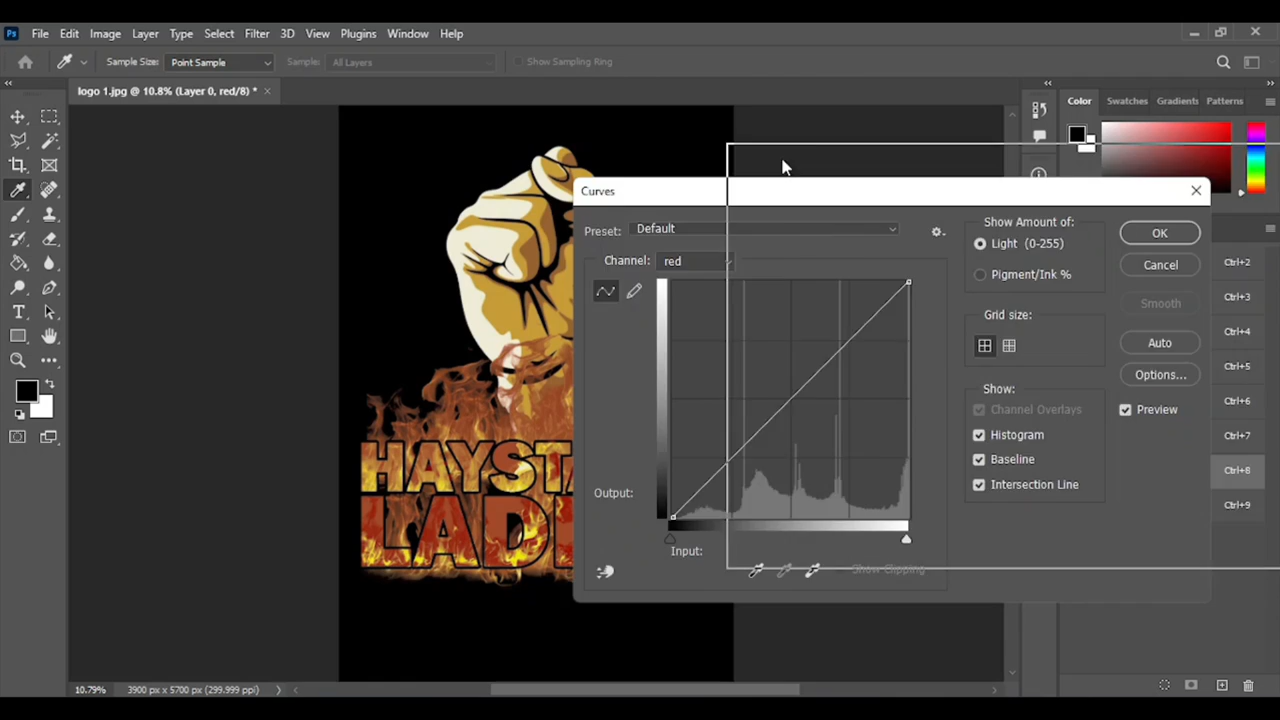 Ps File Edit Image Layer Type Select Filter 3D View Plugins Window Help
Sample Size: Point Sample Sample: All Layers Show Sampling Ring
logo 1.jpg @ 10.8% (Layer 0, red/8) * ×
Color Swatches Gradients Patterns
Curves
Preset: Default
Channel: red
Output:
Input:
Show Clipping
Show Amount of:
Light (0-255)
Pigment/Ink %
Grid size:
Show:
Channel Overlays
Histogram
Baseline
Intersection Line
OK
Cancel
Smooth
Auto
Options...
Preview
Ctrl+2
Ctrl+3
Ctrl+4
Ctrl+5
Ctrl+6
Ctrl+7
Ctrl+8
Ctrl+9
HAYSTA
LAD
10.79% 3900 px x 5700 px (299.999 ppi)